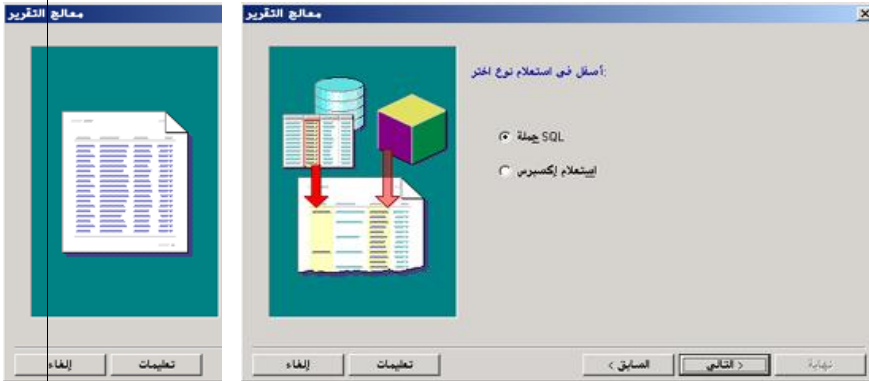 معالج التقرير
إلغاء
تعليمات
معالج التقرير
أسفل فى استعلام نوع اختر:
جملة SQL
استعلام إكسبرس
إلغاء
تعليمات
السابق >
< التالي
نهاية